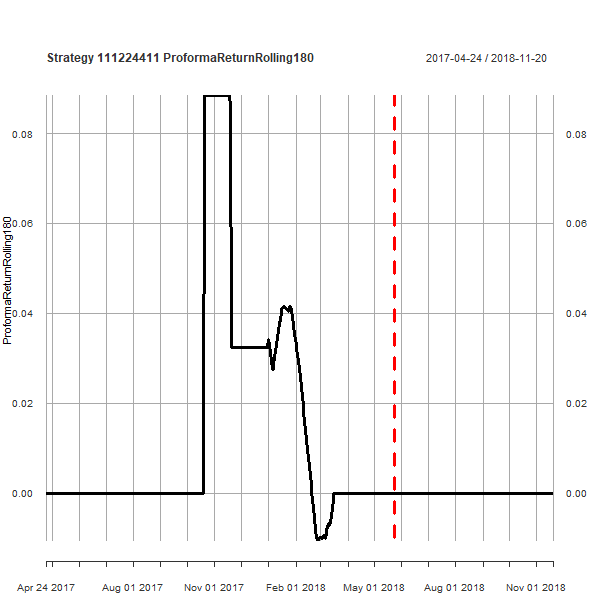 Strategy 111224411 ProformaReturnRolling180
2017-04-24 / 2018-11-20
0.08
0.08
0.06
0.06
ProformaReturnRolling180
0.04
0.04
0.02
0.02
0.00
0.00
Apr 24 2017
Aug 01 2017
Nov 01 2017
Feb 01 2018
May 01 2018
Aug 01 2018
Nov 01 2018